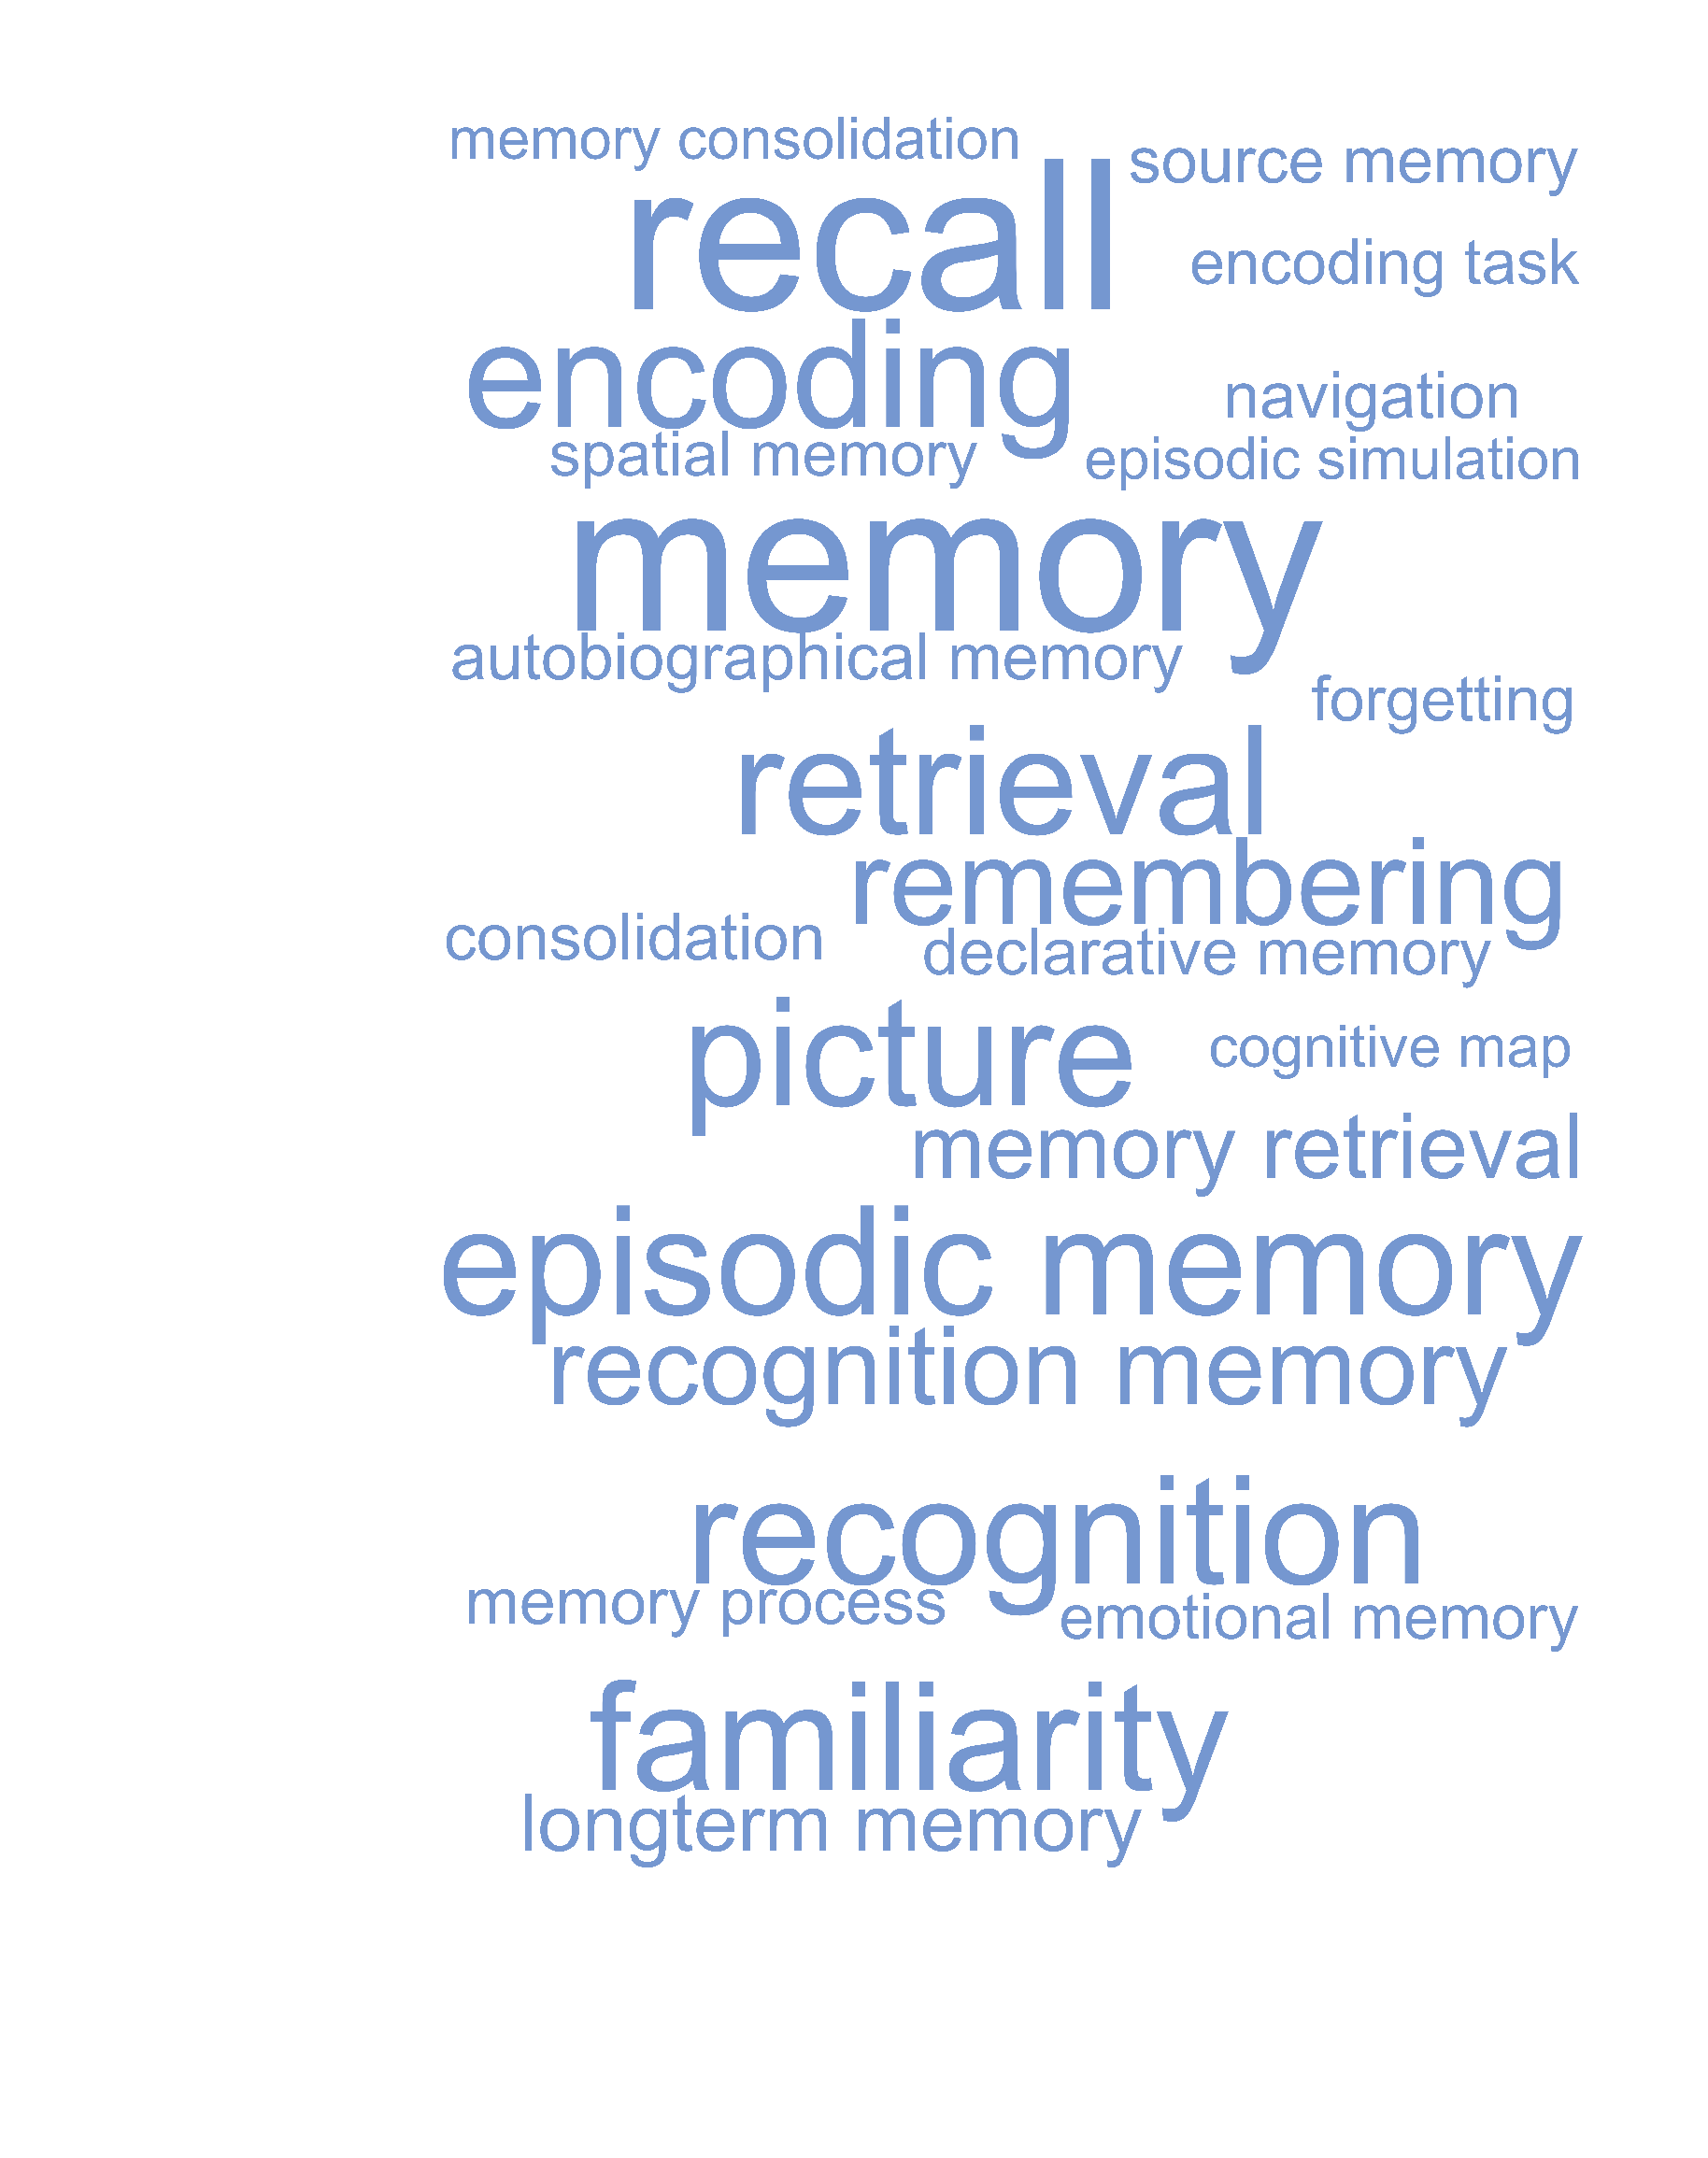 memory consolidation
source memory
recall
encoding task
encoding
navigation
spatial memory
episodic simulation
memory
autobiographical memory
forgetting
retrieval
remembering
consolidation
declarative memory
picture
cognitive map
memory retrieval
episodic memory
recognition memory
recognition
memory process
emotional memory
familiarity
longterm memory